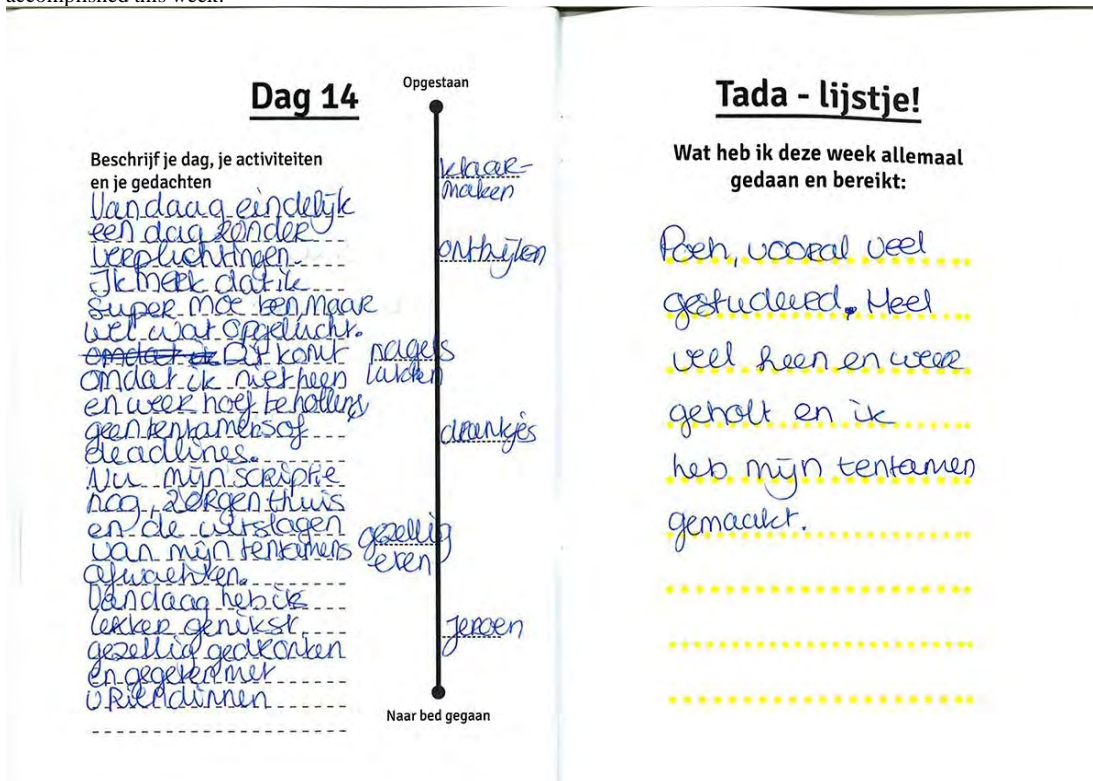 accomplished this week.
Dag 14
Beschrijf je dag, je activiteiten
en je gedachten
Vandaag eindelijk
een dag zonder
verplichtingen.
Ik merk dat ik
super moe ben maar
wel wat opgelucht.
omdat ik Dit komt
omdat ik niet heen
en weer hoef te hollen,
geen tentamens of
deadlines.
Nu mijn scriptie
nog, zorgen thuis
en de uitslagen
van mijn tentamens
afwachten.
Vandaag heb ik
lekker genikst,
gezellig gedronken
en gegeten met
vriendinnen
Opgestaan
klaar-
maken
ontbijten
nagels
lakken
drankjes
gezellig
eten
Jeroen
Naar bed gegaan
Tada - lijstje!
Wat heb ik deze week allemaal
gedaan en bereikt:
Poeh, vooral veel
gestudeerd. Heel
veel heen en weer
geholt en ik
heb mijn tentamen
gemaakt.